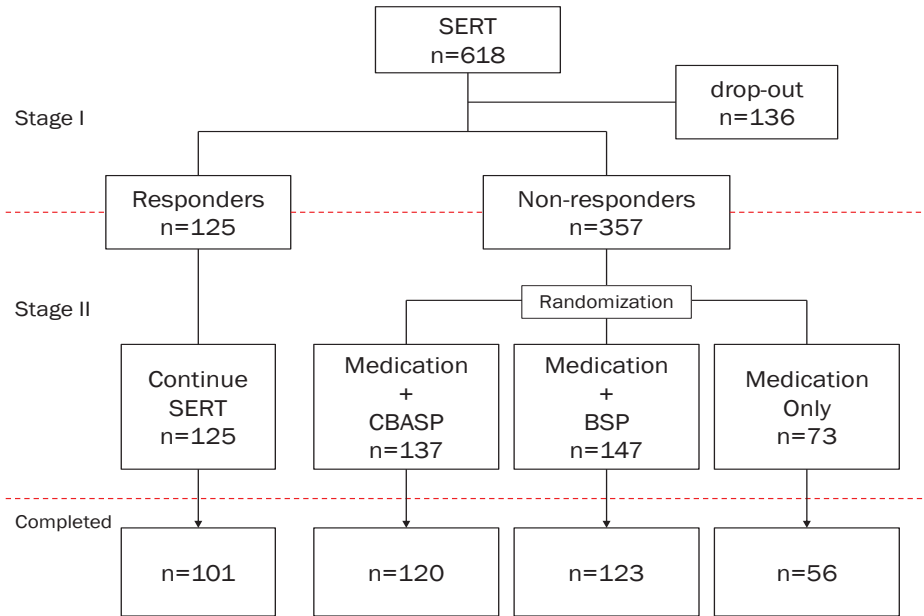 SERT
n=618
drop-out
n=136
Stage I
Responders
n=125
Non-responders
n=357
Stage II
Randomization
Continue
SERT
n=125
Medication
+
CBASP
n=137
Medication
+
BSP
n=147
Medication
Only
n=73
Completed
n=101
n=120
n=123
n=56